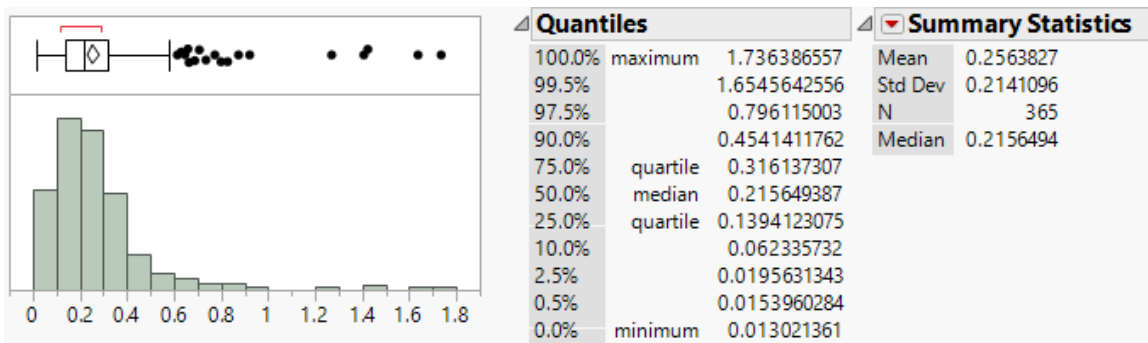 Quantiles
100.0% maximum 1.736386557
99.5% 1.6545642556
97.5% 0.796115003
90.0% 0.4541411762
75.0% quartile 0.316137307
50.0% median 0.215649387
25.0% quartile 0.1394123075
10.0% 0.062335732
2.5% 0.0195631343
0.5% 0.0153960284
0.0% minimum 0.013021361
Summary Statistics
Mean 0.2563827
Std Dev 0.2141096
N 365
Median 0.2156494
0 0.2 0.4 0.6 0.8 1 1.2 1.4 1.6 1.8